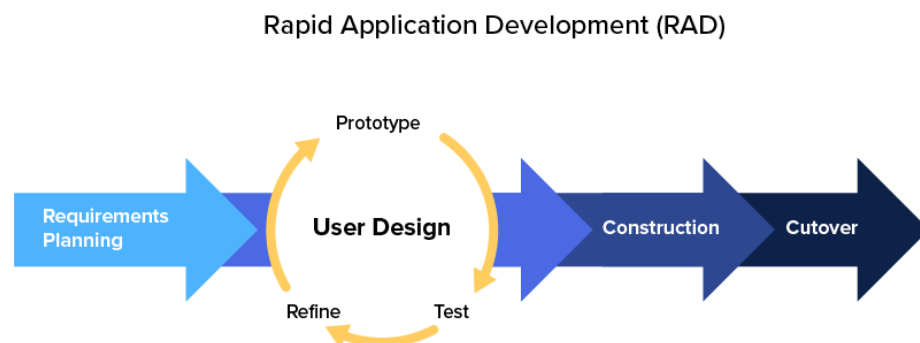 Rapid Application Development (RAD)
Prototype
Requirements
Planning
User Design
Construction
Cutover
Refine
Test